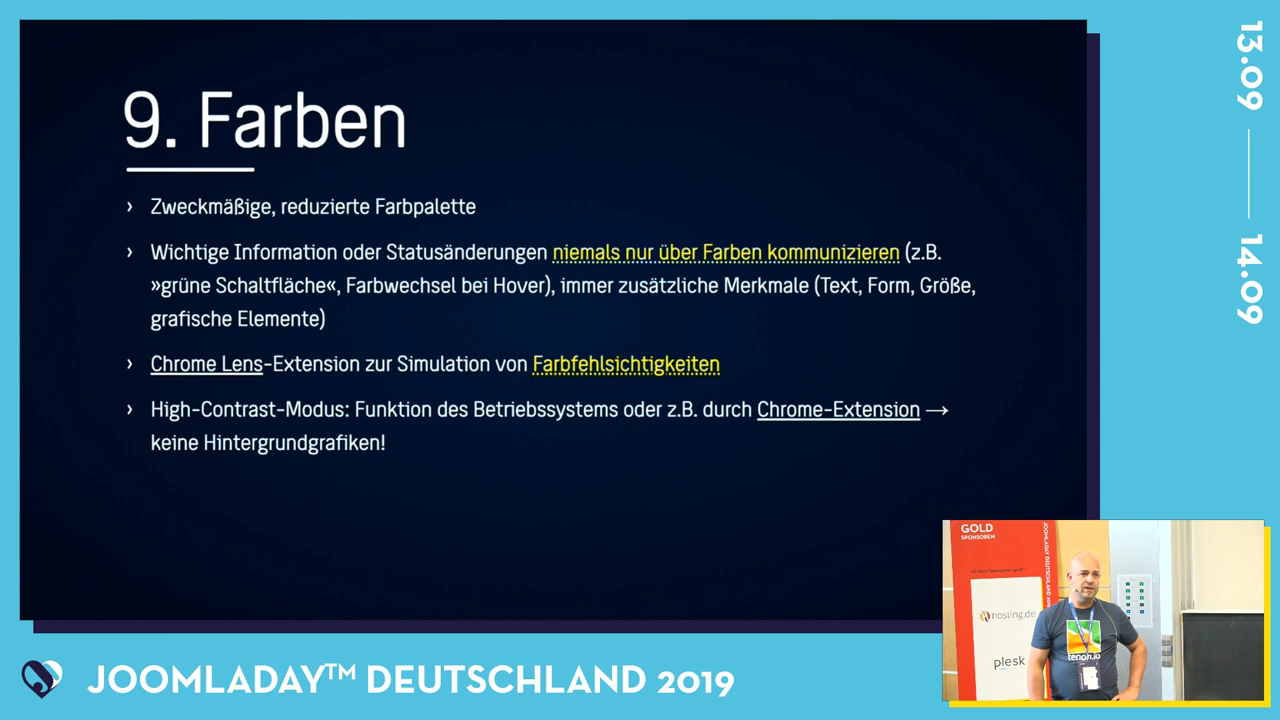 9. Farben
› Zweckmäßige, reduzierte Farbpalette
› Wichtige Information oder Statusänderungen niemals nur über Farben kommunizieren (z.B.
»grüne Schaltfläche«, Farbwechsel bei Hover), immer zusätzliche Merkmale (Text, Form, Größe,
grafische Elemente)
› Chrome Lens-Extension zur Simulation von Farbfehlsichtigkeiten
› High-Contrast-Modus: Funktion des Betriebssystems oder z.B. durch Chrome-Extension →
keine Hintergrundgrafiken!
13.09
14.09
GOLD
SPONSOREN
JOOMLADAY DEUTSCHLAND
hosting.de
plesk
JOOMLADAY™ DEUTSCHLAND 2019